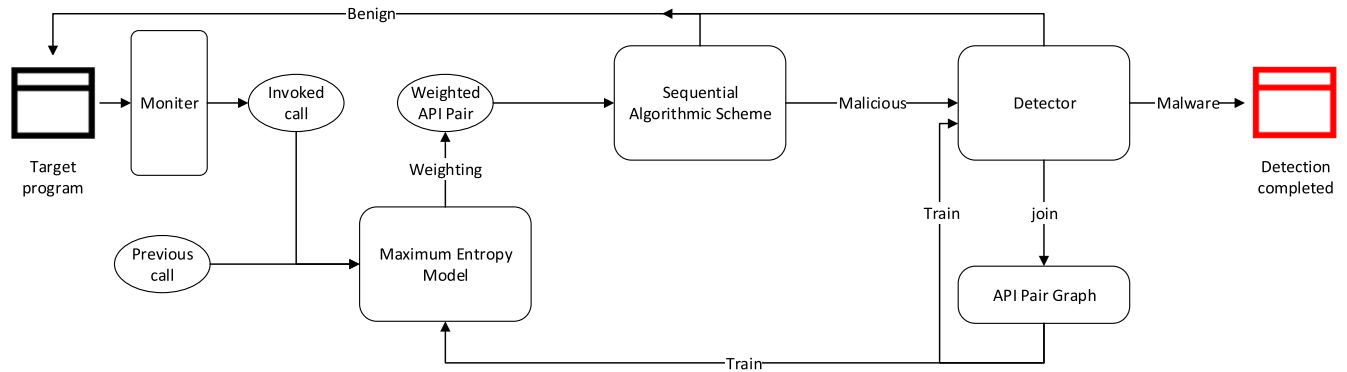 Benign
Target
program
Moniter
Invoked
call
Previous
call
Weighted
API Pair
Weighting
Maximum Entropy
Model
Sequential
Algorithmic Scheme
Malicious
Detector
Malware
Detection
completed
Train
join
API Pair Graph
Train